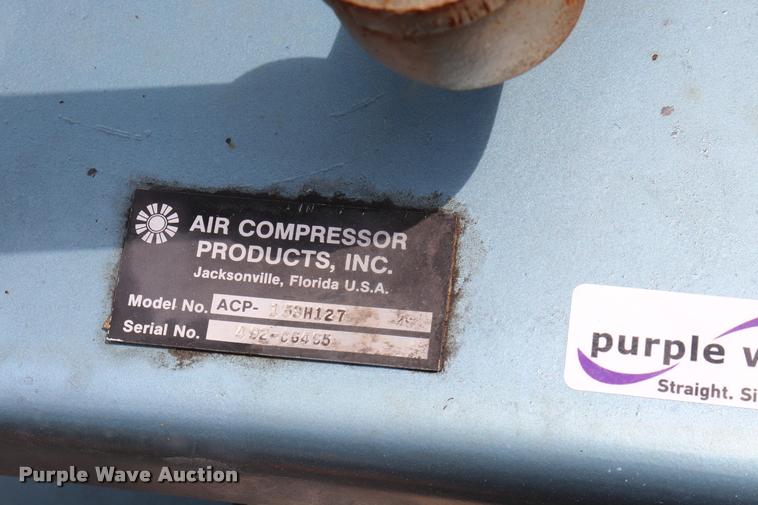 AIR COMPRESSOR
PRODUCTS, INC.
Jacksonville, Florida U.S.A.
Model No. ACP-
Serial No.
purple
Straight.
Purple Wave Auction